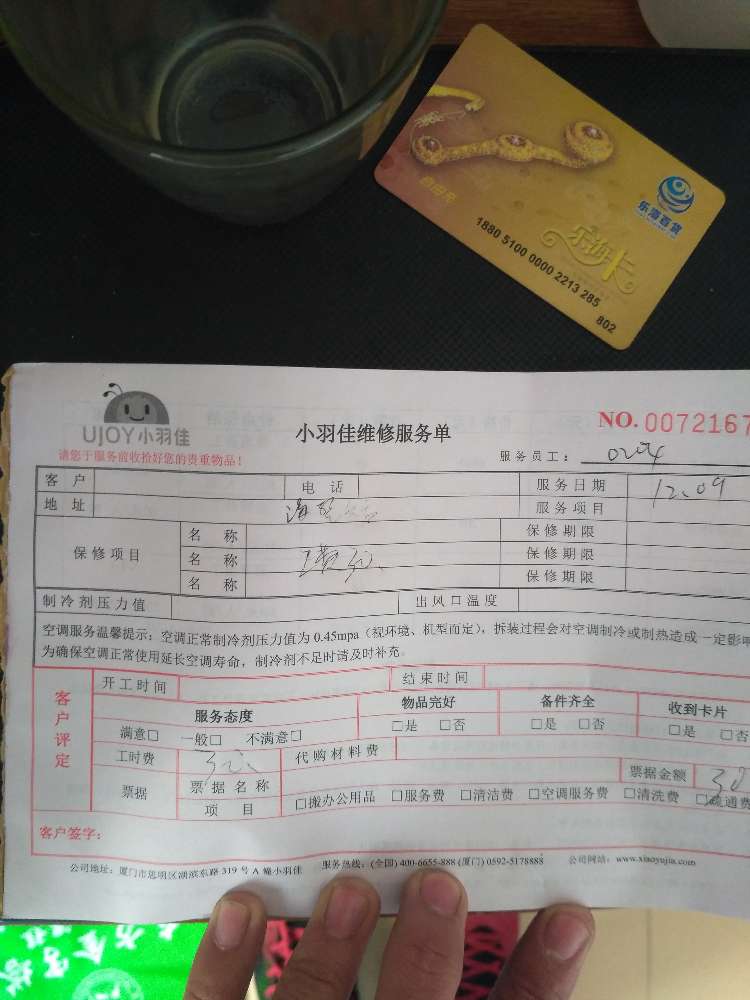 乐海百货
1880 5100 0000 2213 285
802
UJOY小羽佳
小羽佳维修服务单
NO. 0072167
请您于服务前收拾好您的贵重物品！
服务员工：
客 户
电 话
服务日期 12.09
地 址
服务项目
保修项目
名 称
保修期限
名 称
保修期限
名 称
保修期限
制冷剂压力值
出风口温度
空调服务温馨提示：空调正常制冷剂压力值为 0.45mpa（视环境、机型而定），拆装过程会对空调制冷或制热造成一定影响
为确保空调正常使用延长空调寿命，制冷剂不足时请及时补充。
客户评定
开工时间
结束时间
服务态度
物品完好
备件齐全
收到卡片
满意□ 一般□ 不满意□
□是 □否
□是 □否
□是 □否
工时费
代购材料费
票据
票据名称
票据金额 30
项 目
□搬办公用品 □服务费 □清洁费 □空调服务费 □清洗费 □疏通费
客户签字：
公司地址：厦门市思明区湖滨东路 319 号 A 幢小羽佳 服务热线：(全国) 400-6655-888 (厦门) 0592-5178888 公司网站：www.xiaoyujia.com